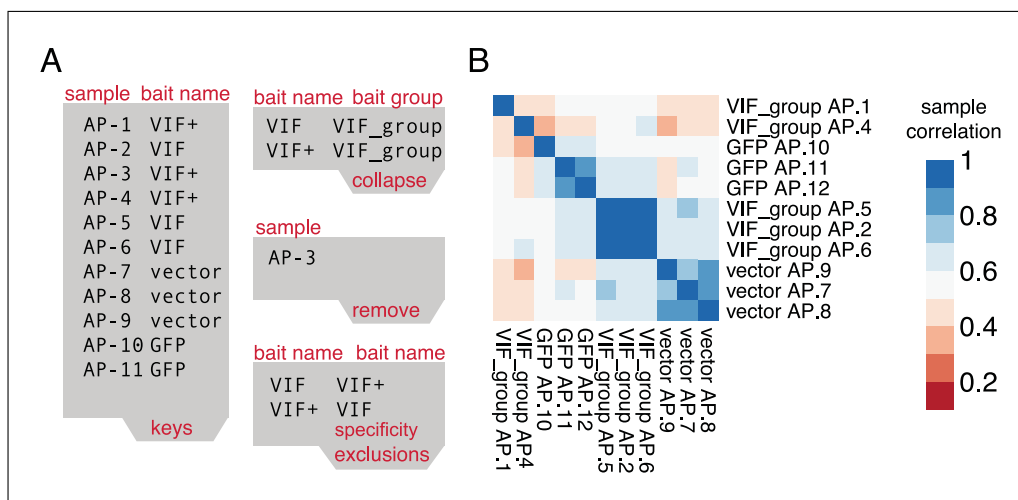 A
sample bait name
AP-1 VIF+
AP-2 VIF
AP-3 VIF+
AP-4 VIF+
AP-5 VIF
AP-6 VIF
AP-7 vector
AP-8 vector
AP-9 vector
AP-10 GFP
AP-11 GFP
keys
bait name bait group
VIF VIF_group
VIF+ VIF_group
collapse
sample
AP-3
remove
bait name bait name
VIF VIF+
VIF+ VIF
specificity
exclusions
B
VIF_group AP.1
VIF_group AP.4
GFP AP.10
GFP AP.11
GFP AP.12
VIF_group AP.5
VIF_group AP.2
VIF_group AP.6
vector AP.9
vector AP.7
vector AP.8
VIF_group AP.1
VIF_group AP.4
GFP AP.10
GFP AP.11
GFP AP.12
VIF_group AP.5
VIF_group AP.2
VIF_group AP.6
vector AP.9
vector AP.7
vector AP.8
sample
correlation
1
0.8
0.6
0.4
0.2